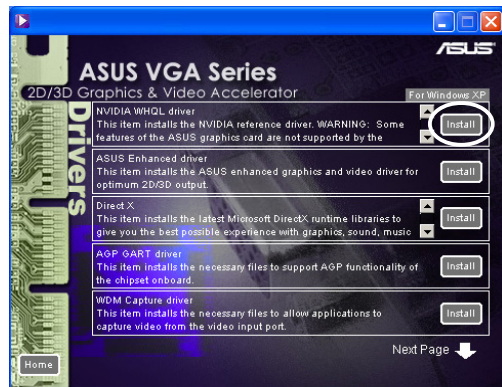 ASUS
ASUS VGA Series
2D/3D Graphics & Video Accelerator
For Windows XP
Drivers
NVIDIA WHQL driver
This item installs the NVIDIA reference driver. WARNING: Some
features of the ASUS graphics card are not supported by the
Install
ASUS Enhanced driver
This item installs the ASUS enhanced graphics and video driver for
optimum 2D/3D output.
Install
Direct X
This item installs the latest Microsoft DirectX runtime libraries to
give you the best possible experience with graphics, sound, music
Install
AGP GART driver
This item installs the necessary files to support AGP functionality of
the chipset onboard.
Install
WDM Capture driver
This item installs the necessary files to allow applications to
capture video from the video input port.
Install
Next Page
Home